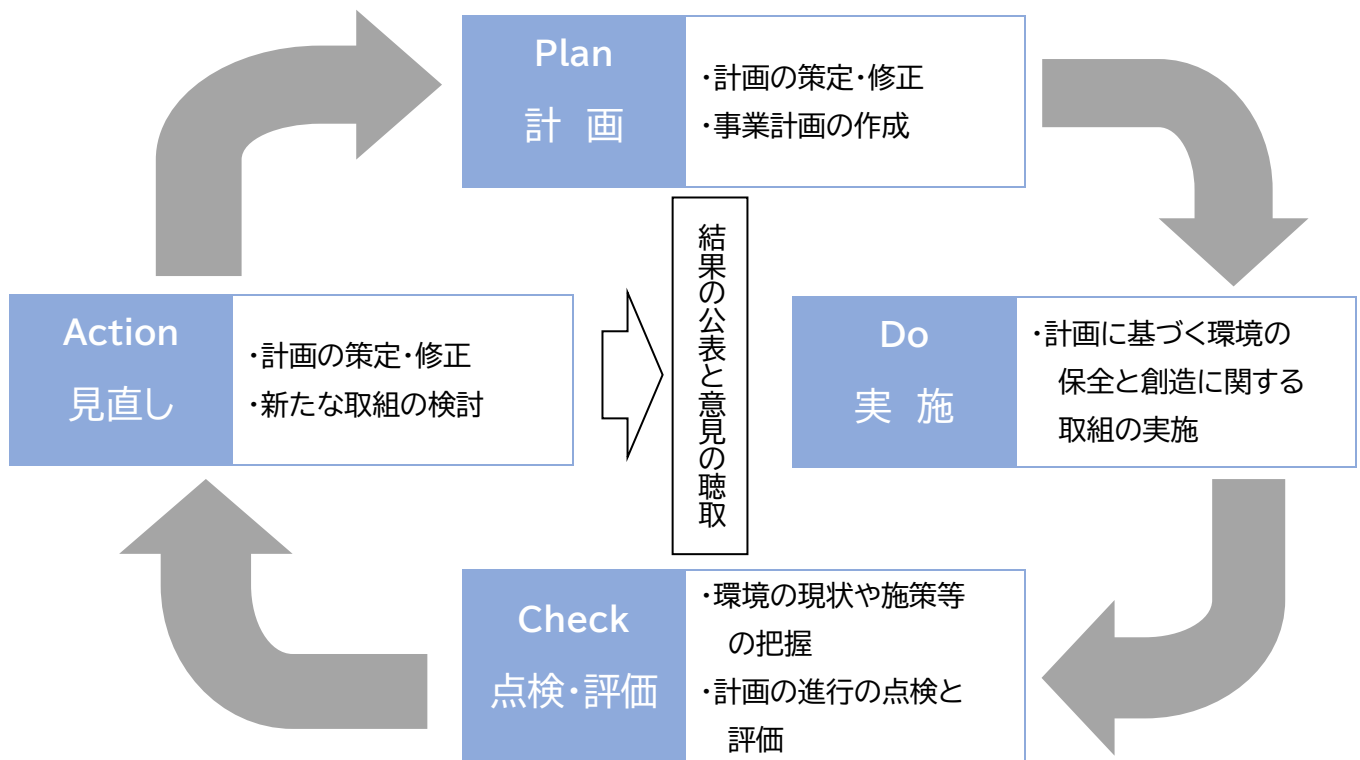 Plan
計 画
・計画の策定・修正
・事業計画の作成
Do
実 施
・計画に基づく環境の
保全と創造に関する
取組の実施
Check
点検・評価
・環境の現状や施策等
の把握
・計画の進行の点検と
評価
Action
見直し
・計画の策定・修正
・新たな取組の検討
結果の公表と意見の聴取